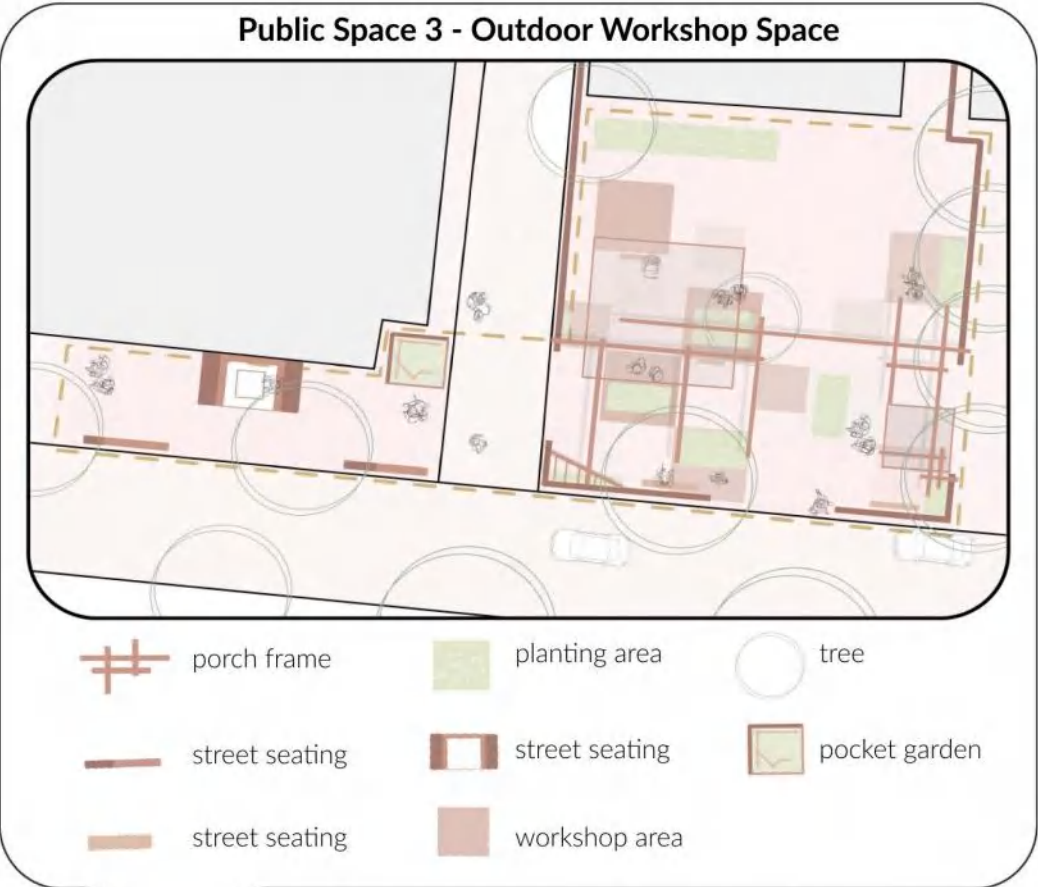 Public Space 3 - Outdoor Workshop Space
porch frame
planting area
tree
street seating
street seating
pocket garden
street seating
workshop area